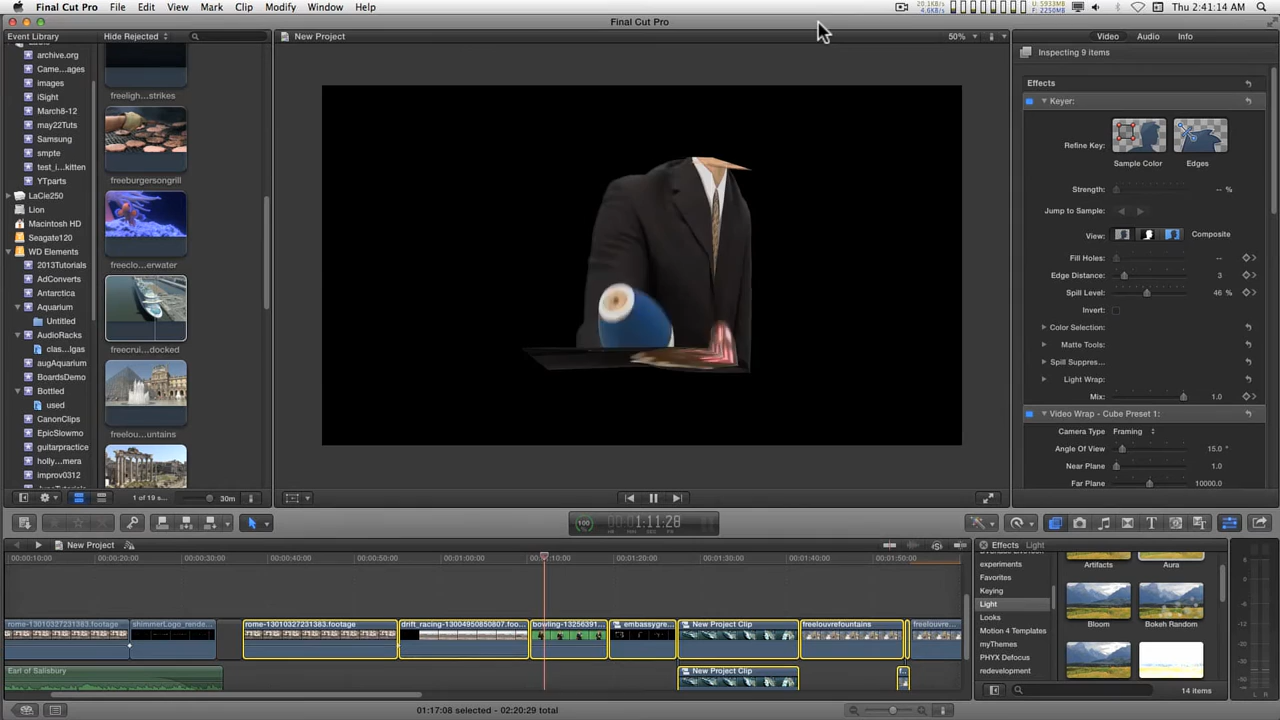 Final Cut Pro File Edit View Mark Clip Modify Window Help
20.1KB/s 4.6KB/s U: 5933MB F: 2250MB Thu 2:41:14 AM
Final Cut Pro
Event Library Hide Rejected
archive.org
Came...ages
images
iSight
March8-12
may22Tuts
Samsung
smpte
test_i...kitten
YTparts
LaCie250
Lion
Macintosh HD
Seagate120
WD Elements
2013Tutorials
AdConverts
Antarctica
Aquarium
Untitled
AudioRacks
clas...lgas
augAquarium
BoardsDemo
Bottled
used
CanonClips
EpicSlowmo
guitarpractice
holly...mera
improv0312
freeligh...strikes
freeburgersongrill
freeclo...erwater
freecrui...docked
freelou...untains
1 of 19 s... 30m
New Project 50%
Video Audio Info
Inspecting 9 items
Effects
Keyer:
Refine Key:
Sample Color Edges
Strength: -- %
Jump to Sample:
View: Composite
Fill Holes: --
Edge Distance: 3
Spill Level: 46 %
Invert:
Color Selection:
Matte Tools:
Spill Suppres...
Light Wrap:
Mix: 1.0
Video Wrap - Cube Preset 1:
Camera Type Framing
Angle Of View 15.0 °
Near Plane 1.0
Far Plane 10000.0
100 1:11:28
New Project
00:00:10:00 00:00:20:00 00:00:30:00 00:00:40:00 00:00:50:00 00:01:00:00 00:01:10:00 00:01:20:00 00:01:30:00 00:01:40:00 00:01:50:00
rome-13010027231383.footage shimmerLogo_rende... rome-13010027231383.footage drift_racing-13004950850807.foo... bowling-13256391... embassygre... New Project Clip freelouvrefountains freelouvre...
Earl of Salisbury New Project Clip
Effects Light
experiments
Favorites
Keying
Light
Looks
Motion 4 Templates
myThemes
PHYX Defocus
redevelopment
Artifacts Aura
Bloom Bokeh Random
14 items
01:17:08 selected - 02:20:29 total